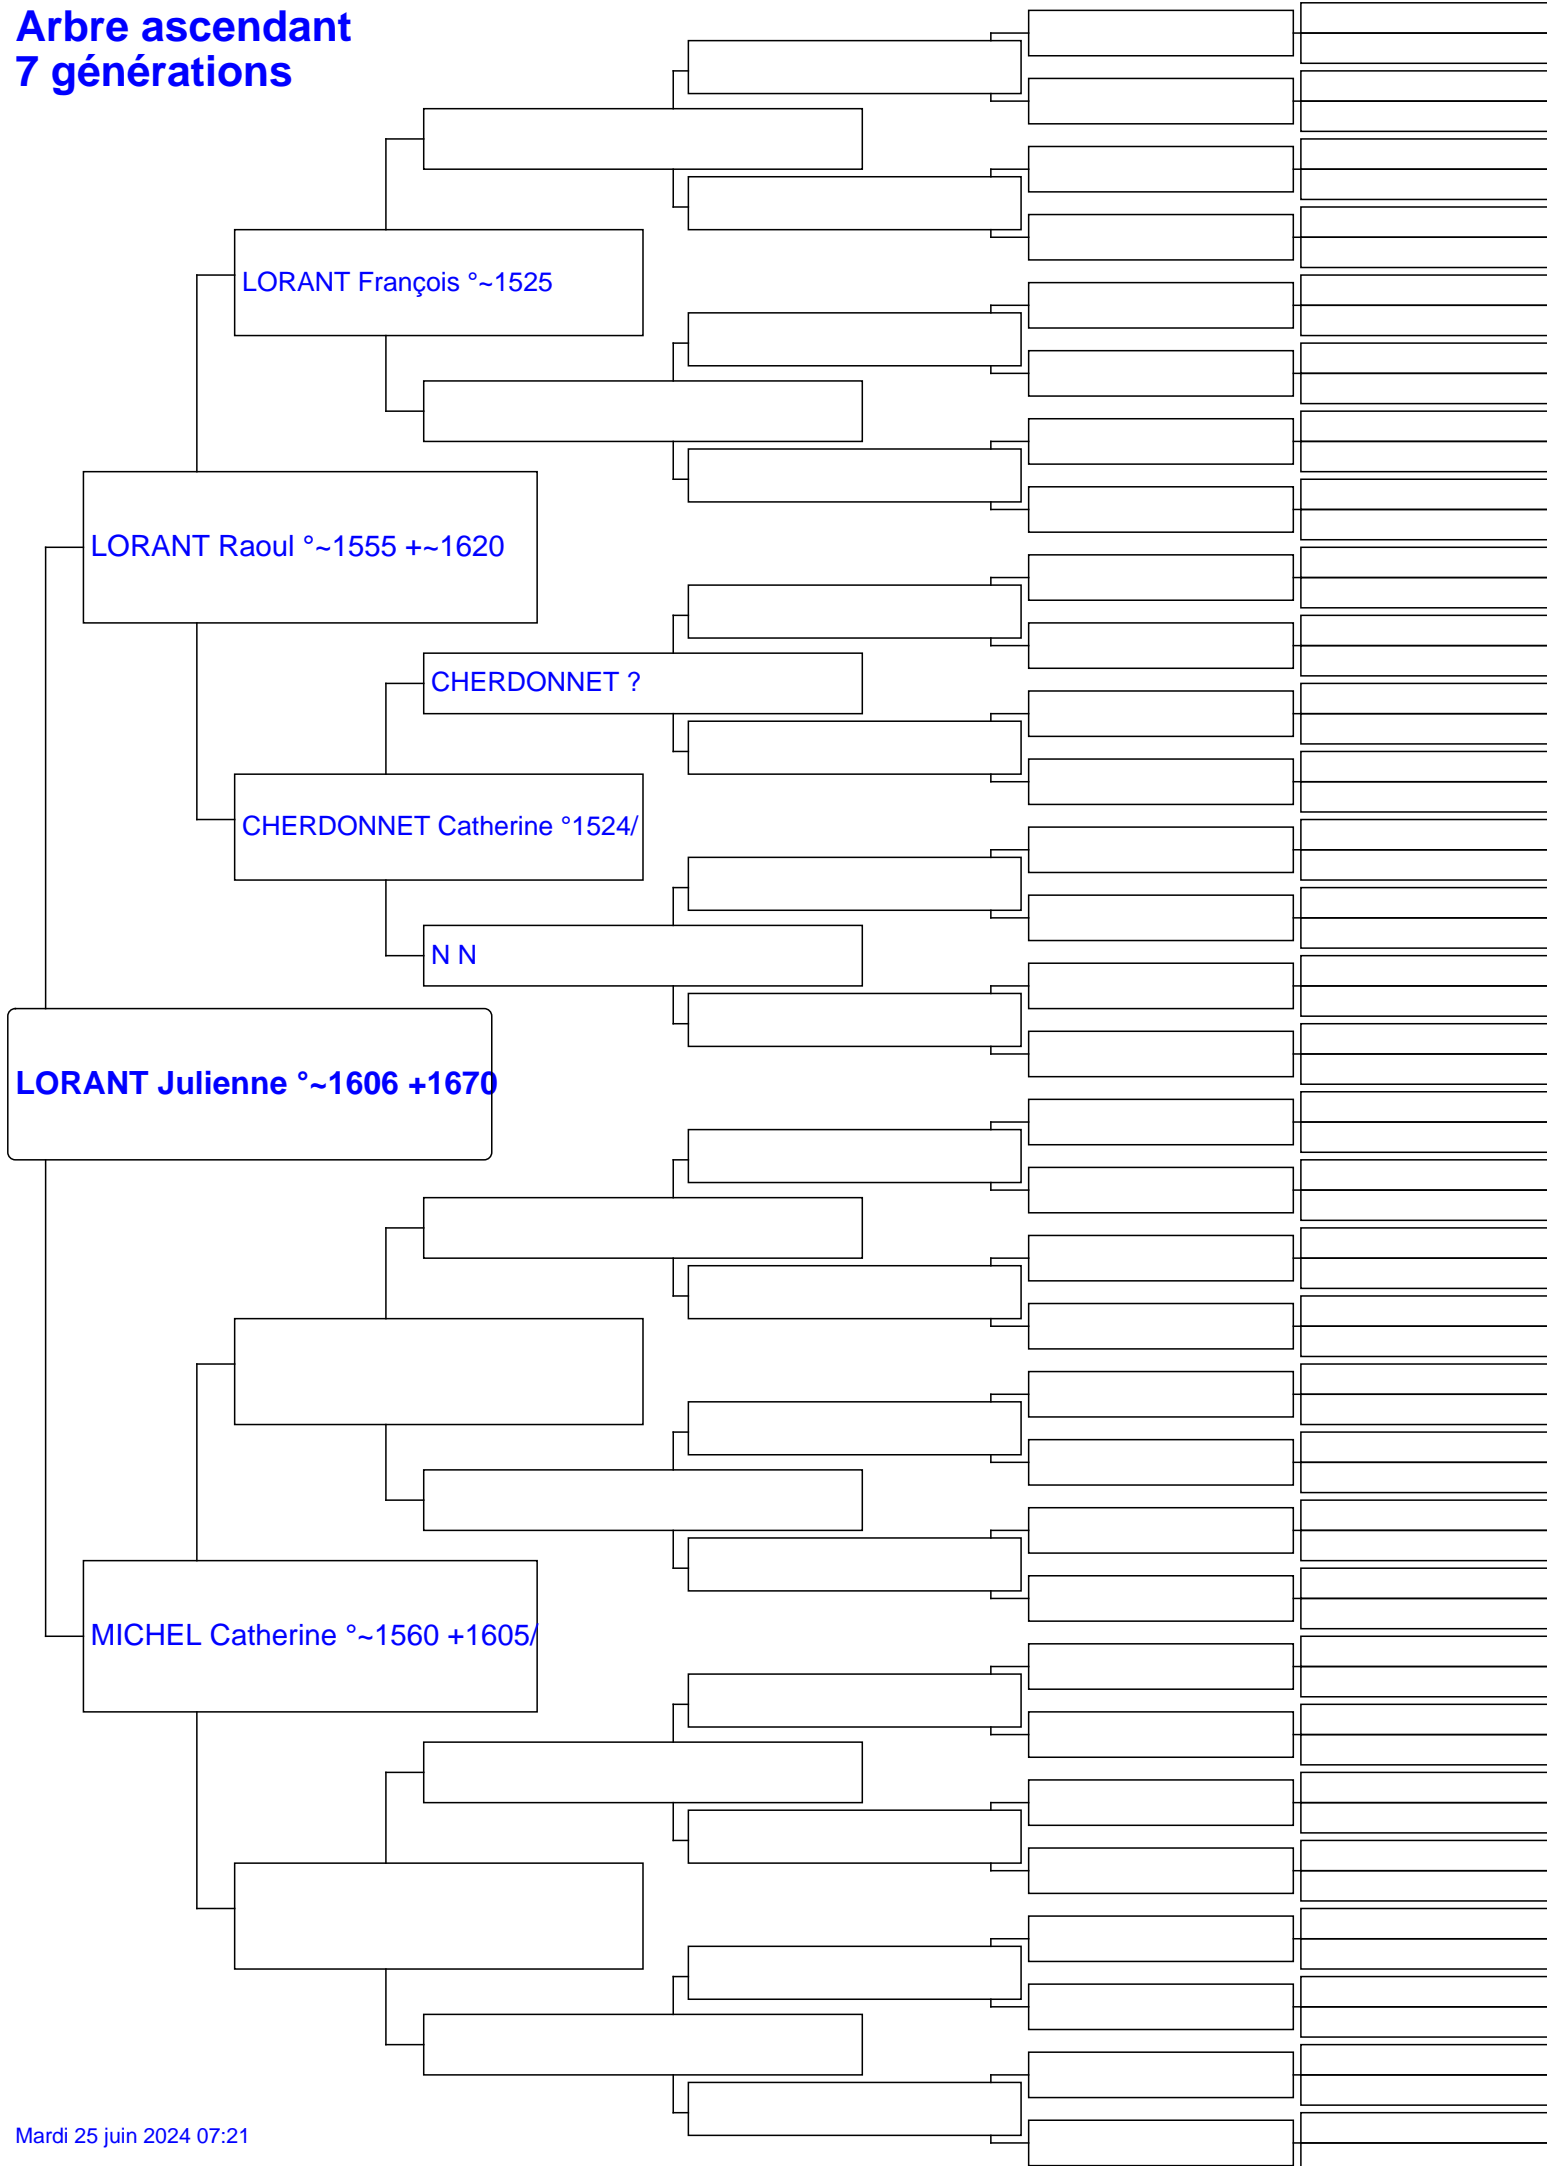 Arbre ascendant
7 générations
LORANT François °~1525
LORANT Raoul °~1555 +~1620
CHERDONNET ?
CHERDONNET Catherine °1524/
N N
LORANT Julienne °~1606 +1670
MICHEL Catherine °~1560 +1605/
Mardi 25 juin 2024 07:21